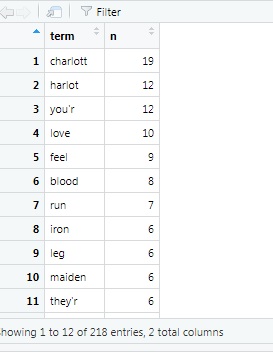 Filter
term n
1 charlott 19
2 harlot 12
3 you'r 12
4 love 10
5 feel 9
6 blood 8
7 run 7
8 iron 6
9 leg 6
10 maiden 6
11 they'r 6
howing 1 to 12 of 218 entries, 2 total columns